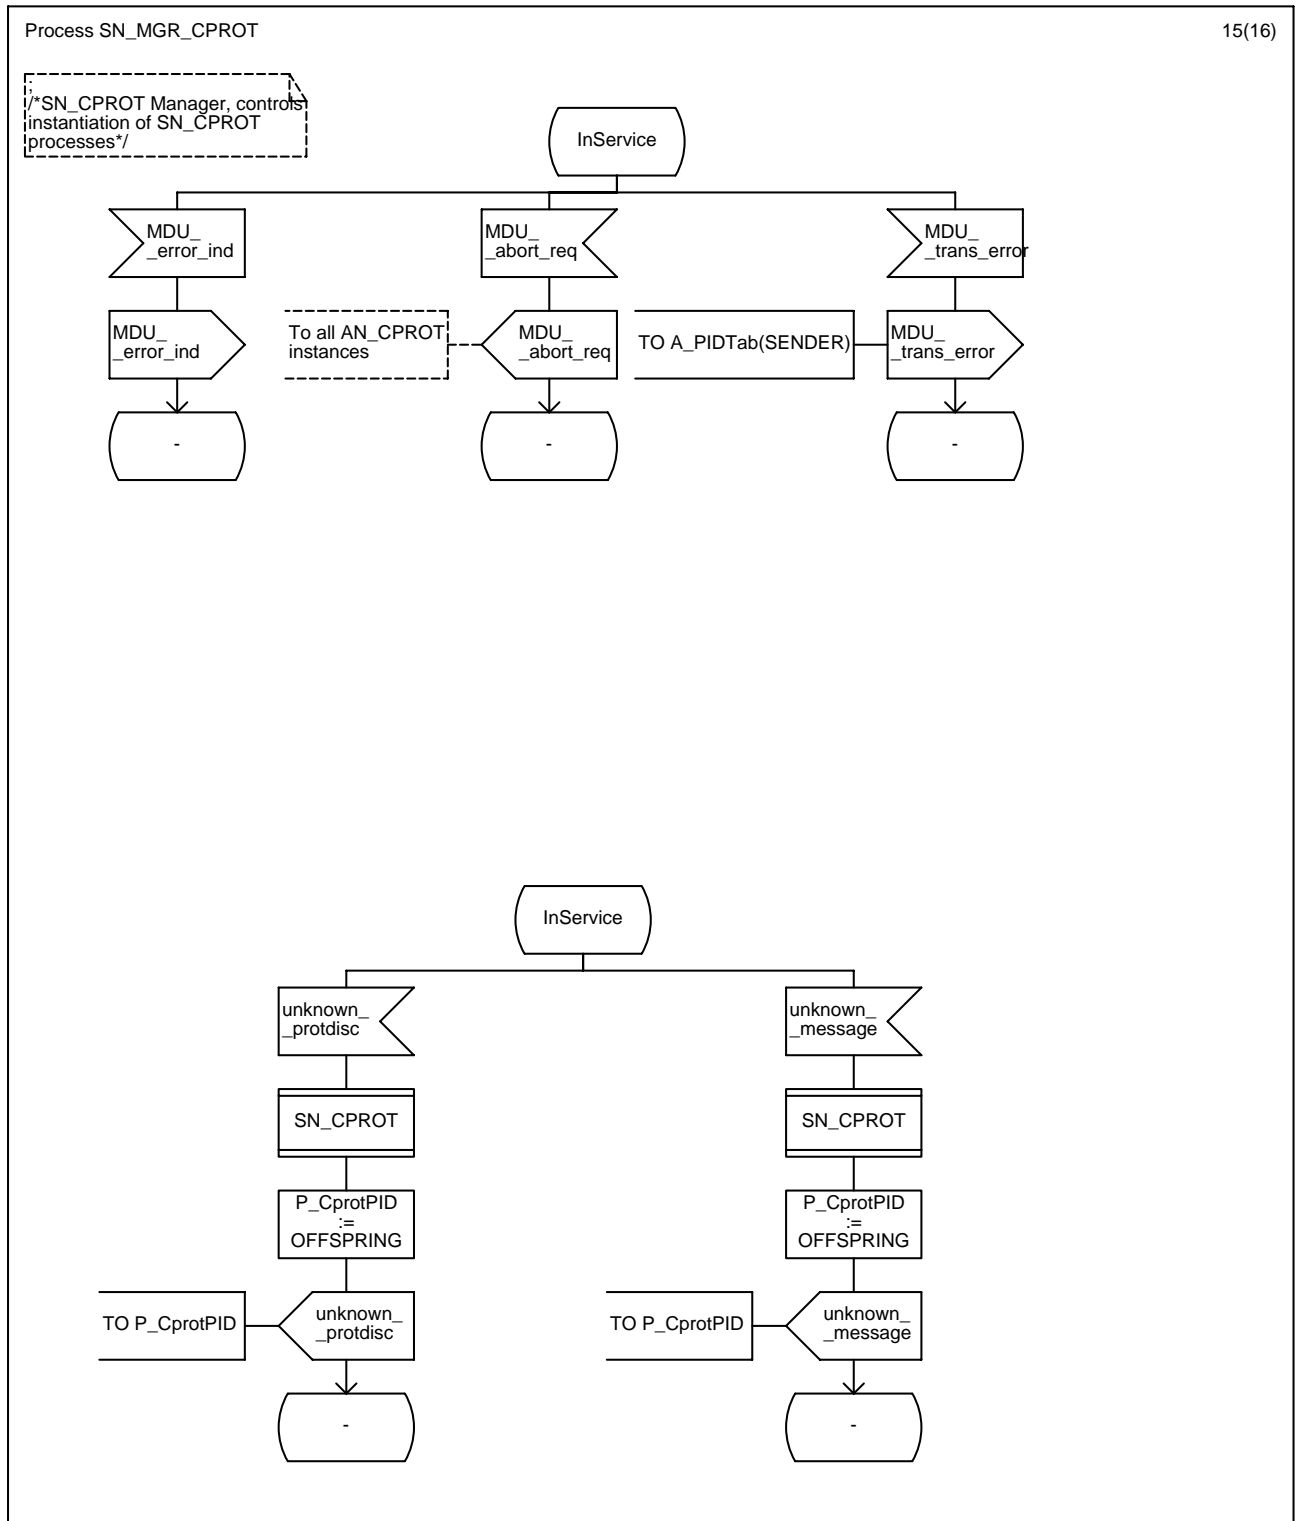 Process SN_MGR_CPROT
15(16)
;
/*SN_CPROT Manager, controls
instantiation of SN_CPROT
processes*/
InService
MDU_
_error_ind
MDU_
_abort_req
MDU_
_trans_error
MDU_
_error_ind
To all AN_CPROT
instances
MDU_
_abort_req
TO A_PIDTab(SENDER)
MDU_
_trans_error
-
-
-
InService
unknown_
_protdisc
unknown_
_message
SN_CPROT
SN_CPROT
P_CprotPID
:=
OFFSPRING
P_CprotPID
:=
OFFSPRING
TO P_CprotPID
unknown_
_protdisc
TO P_CprotPID
unknown_
_message
-
-